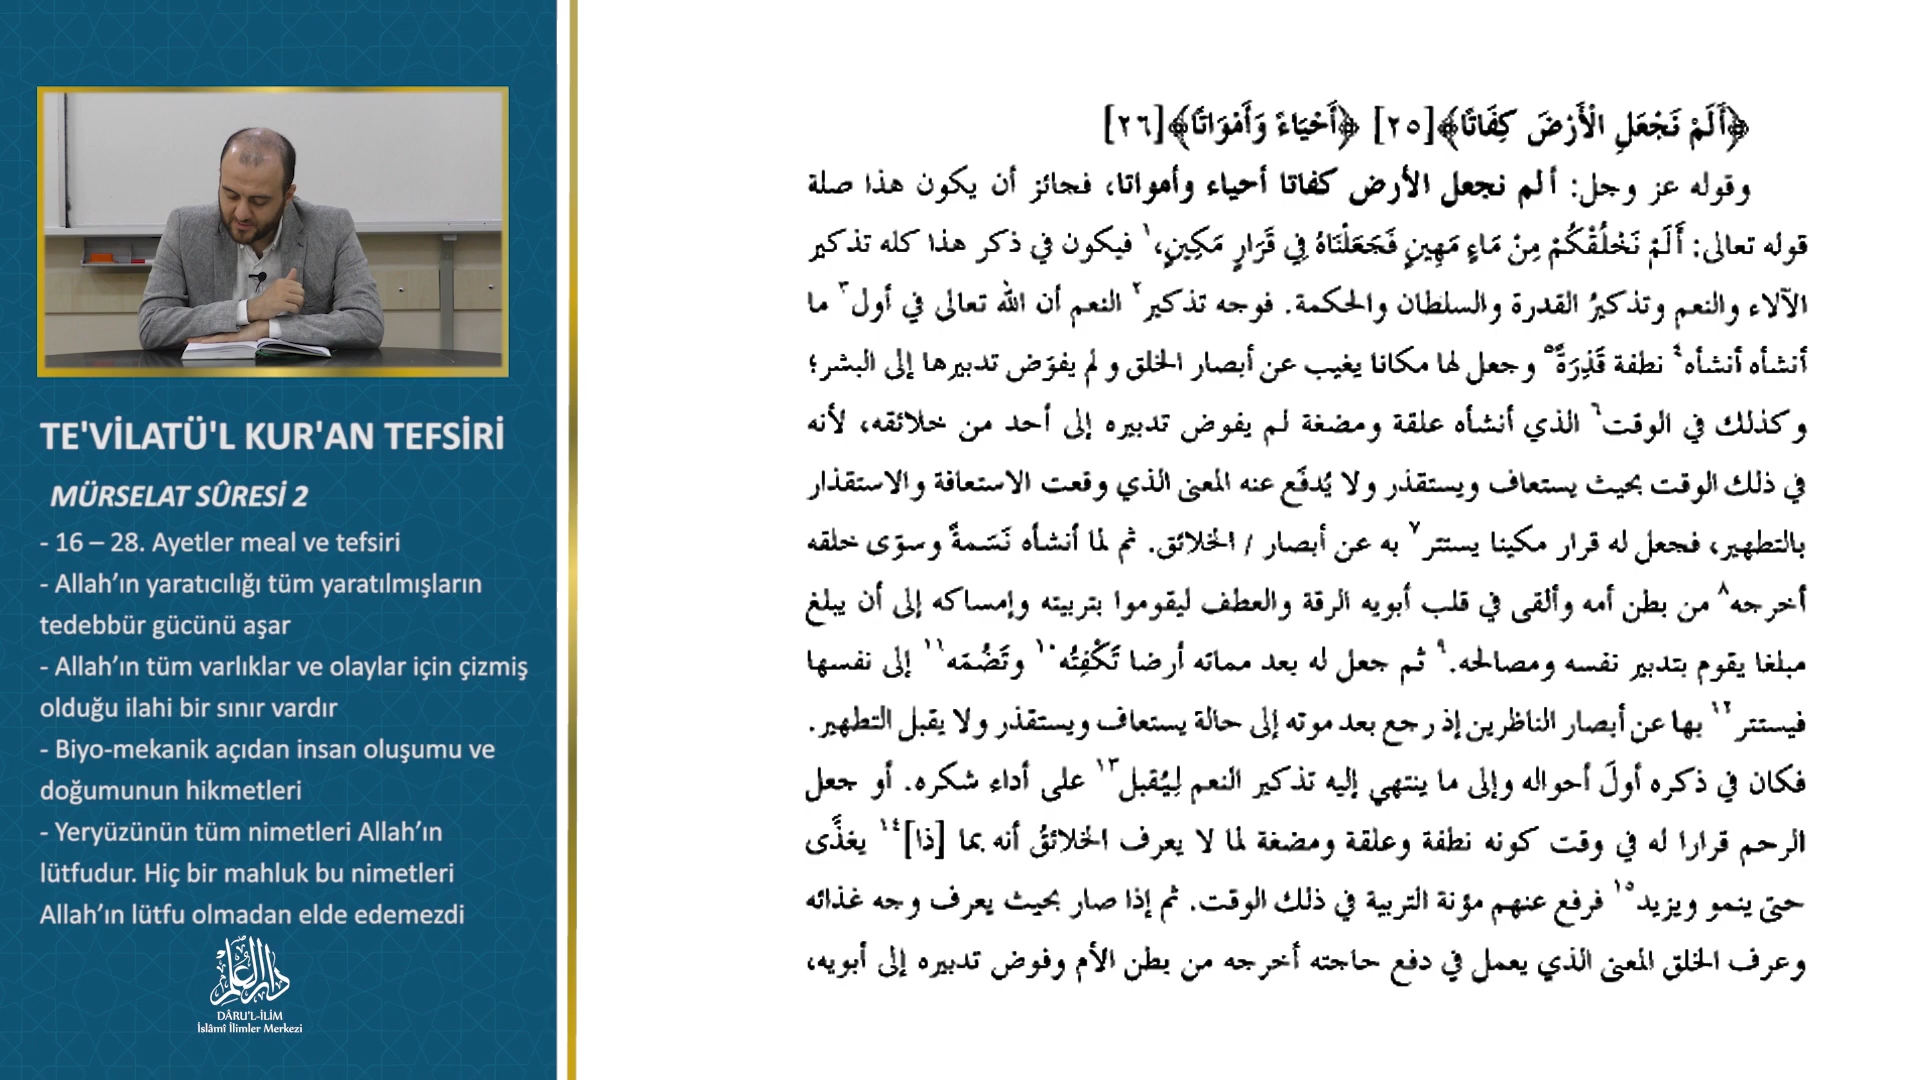 TE'VİLATÜ'L KUR'AN TEFSİRİ
MÜRSELAT SÛRESİ 2
- 16 – 28. Ayetler meal ve tefsiri
- Allah’ın yaratıcılığı tüm yaratılmışların
tedebbür gücünü aşar
- Allah’ın tüm varlıklar ve olaylar için çizmiş
olduğu ilahi bir sınır vardır
- Biyo-mekanik açıdan insan oluşumu ve
doğumunun hikmetleri
- Yeryüzünün tüm nimetleri Allah’ın
lütfudur. Hiç bir mahluk bu nimetleri
Allah’ın lütfu olmadan elde edemezdi
دار العلم
DÂRU'L-İLİM
İslâmî İlimler Merkezi
﴿أَلَمْ نَجْعَلِ الْأَرْضَ كِفَاتًا﴾[٢٥] ﴿أَحْيَاءً وَأَمْوَاتًا﴾[٢٦]
وقوله عز وجل: ألم نجعل الأرض كفاتا أحياء وأمواتا، فجائز أن يكون هذا صلة
قوله تعالى: أَلَمْ نَخْلُقْكُمْ مِنْ مَاءٍ مَهِينٍ فَجَعَلْنَاهُ فِي قَرَارٍ مَكِينٍ،١ فيكون في ذكر هذا كله تذكير
الآلاء والنعم وتذكيرُ القدرة والسلطان والحكمة. فوجه تذكير٢ النعم أن الله تعالى في أول٣ ما
أنشأه أنشأه٤ نطفة قَذِرَةً٥ وجعل لها مكانا يغيب عن أبصار الخلق و لم يفوّض تدبيرها إلى البشر؛
وكذلك في الوقت٦ الذي أنشأه علقة ومضغة لم يفوض تدبيره إلى أحد من خلائقه، لأنه
في ذلك الوقت بحيث يستعاف ويستقذر ولا يُدفَع عنه المعنى الذي وقعت الاستعافة والاستقذار
بالتطهير، فجعل له قرار مكينا يستتر٧ به عن أبصار / الخلائق. ثم لما أنشأه نَسَمةً وسوّى خلقه
أخرجه٨ من بطن أمه وألقى في قلب أبويه الرقة والعطف ليقوموا بتربيته وإمساكه إلى أن يبلغ
مبلغا يقوم بتدبير نفسه ومصالحه.٩ ثم جعل له بعد مماته أرضا تَكْفِتُه١٠ وتَضُمّه١١ إلى نفسها
فيستتر١٢ بها عن أبصار الناظرين إذ رجع بعد موته إلى حالة يستعاف ويستقذر ولا يقبل التطهير.
فكان في ذكره أولَ أحواله وإلى ما ينتهي إليه تذكير النعم لِيُقبل١٣ على أداء شكره. أو جعل
الرحم قرارا له في وقت كونه نطفة وعلقة ومضغة لما لا يعرف الخلائقُ أنه بما [ذا]١٤ يغذَّى
حتى ينمو ويزيد١٥ فرفع عنهم مؤنة التربية في ذلك الوقت. ثم إذا صار بحيث يعرف وجه غذائه
وعرف الخلق المعنى الذي يعمل في دفع حاجته أخرجه من بطن الأم وفوض تدبيره إلى أبويه،